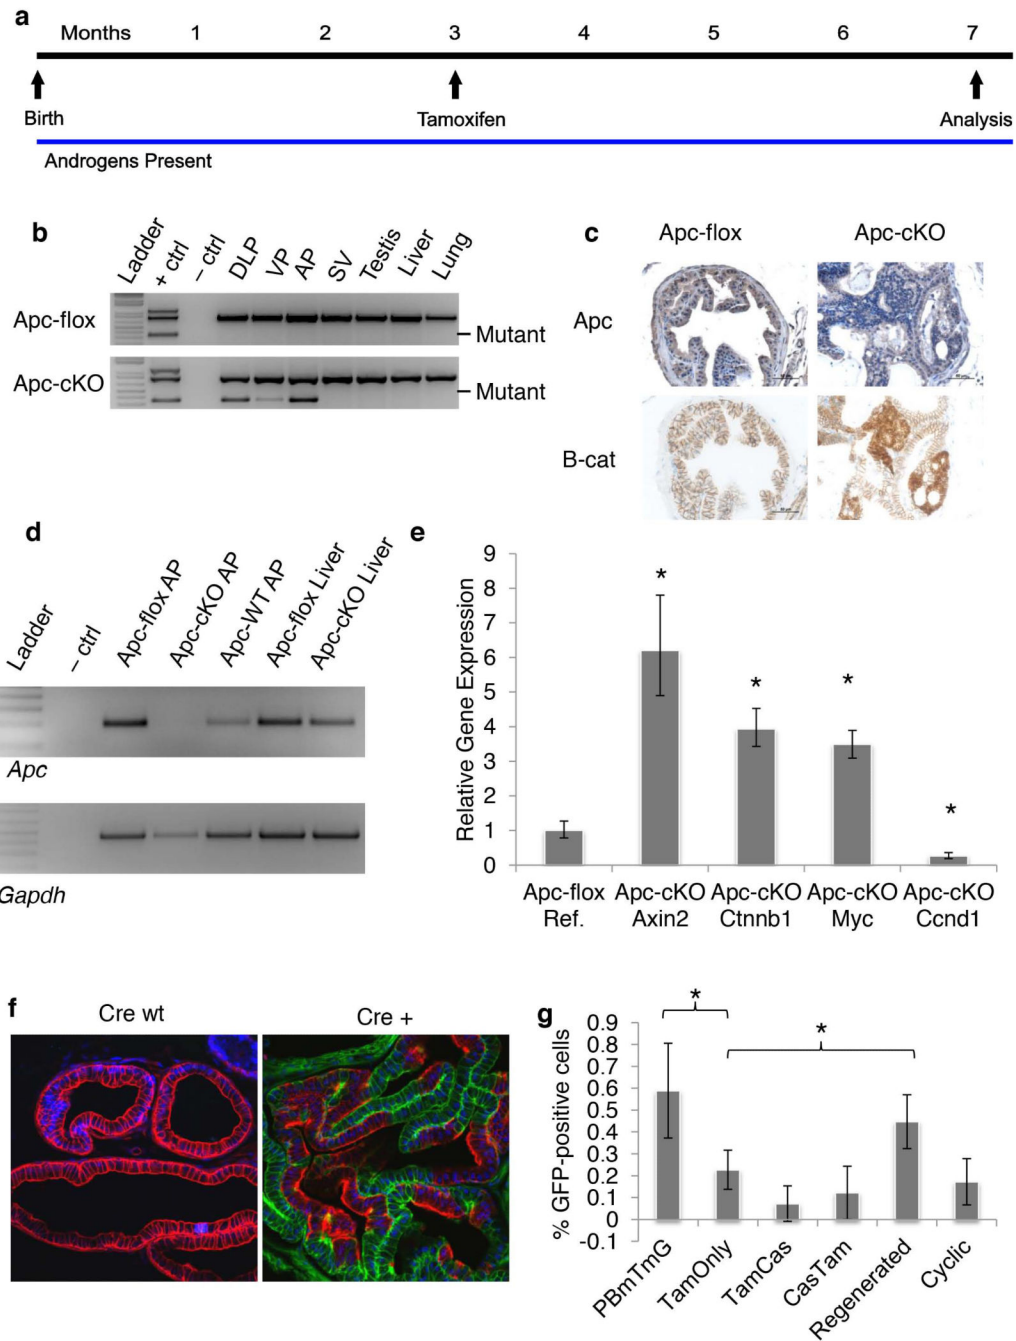 a
Months 1 2 3 4 5 6 7
Birth Tamoxifen Analysis
Androgens Present
b
Ladder
+ ctrl
– ctrl
DLP
VP
AP
SV
Testis
Liver
Lung
Apc-flox
Mutant
Apc-cKO
Mutant
c
Apc-flox Apc-cKO
Apc
B-cat
d
Ladder
– ctrl
Apc-flox AP
Apc-cKO AP
Apc-WT AP
Apc-flox Liver
Apc-cKO Liver
Apc
Gapdh
e
Relative Gene Expression
9
8
7
6
5
4
3
2
1
0
*
*
*
*
Apc-flox Ref.
Apc-cKO Axin2
Apc-cKO Ctnnb1
Apc-cKO Myc
Apc-cKO Ccnd1
f
Cre wt Cre +
g
% GFP-positive cells
0.9
0.8
0.7
0.6
0.5
0.4
0.3
0.2
0.1
0
-0.1
*
*
PBmTmG
TamOnly
TamCas
CasTam
Regenerated
Cyclic